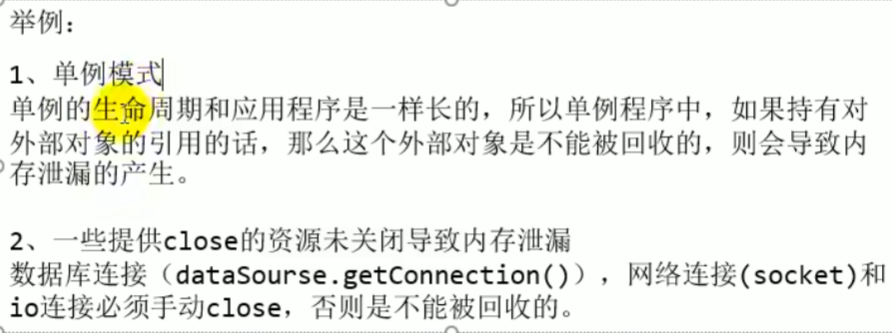 举例：
1、单例模式
单例的生命周期和应用程序是一样长的，所以单例程序中，如果持有对
外部对象的引用的话，那么这个外部对象是不能被回收的，则会导致内
存泄漏的产生。
2、一些提供close的资源未关闭导致内存泄漏
数据库连接（dataSourse.getConnection()），网络连接(socket)和
io连接必须手动close，否则是不能被回收的。